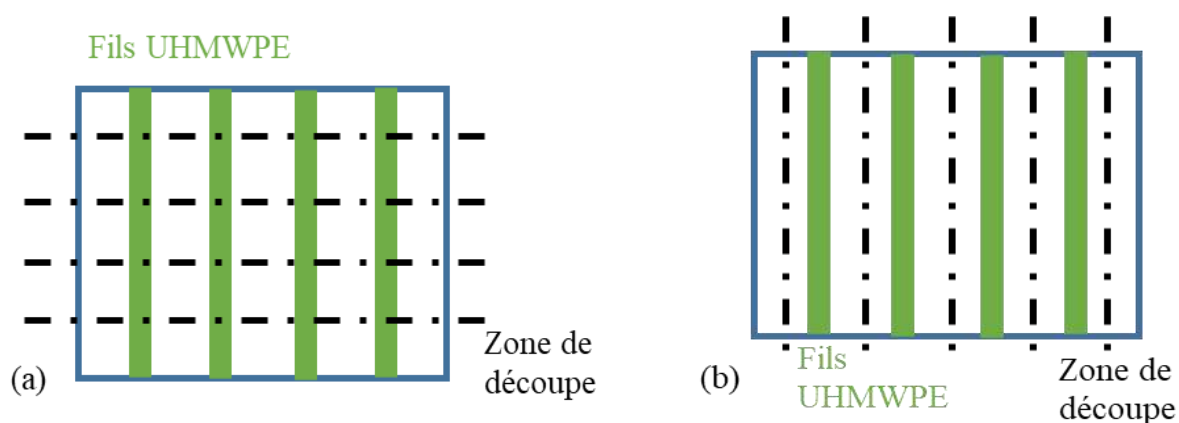 Fils UHMWPE
Zone de
découpe
(a)
Fils
UHMWPE
Zone de
découpe
(b)